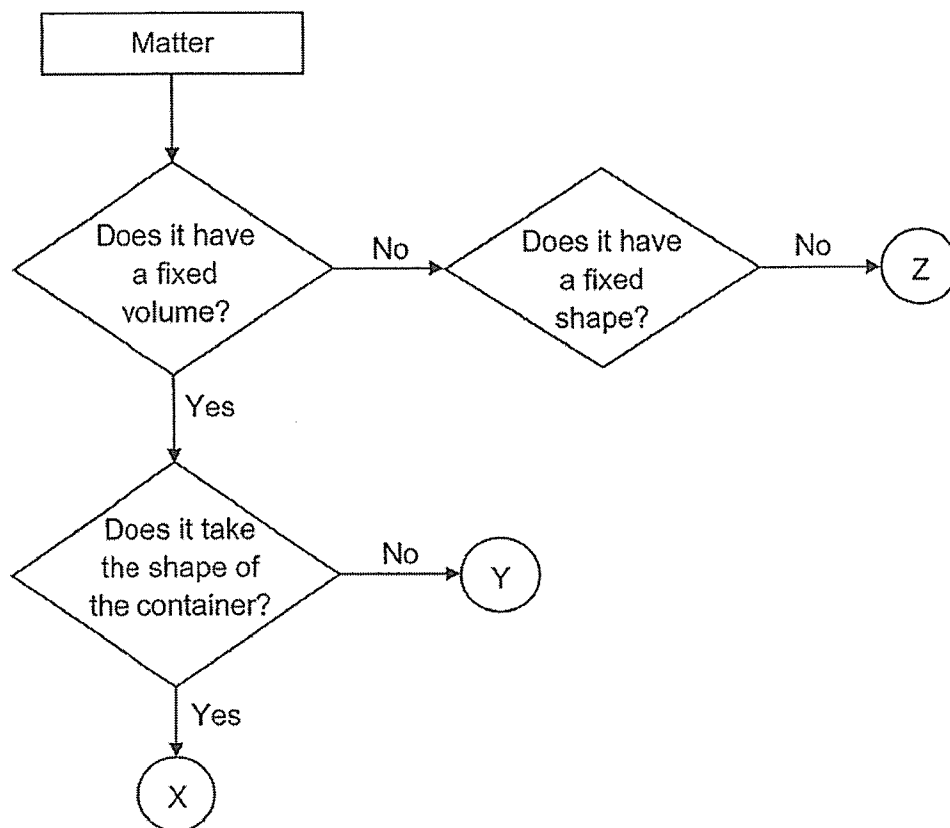 Matter
Does it have
a fixed
volume?
No
Does it have
a fixed
shape?
No
Z
Yes
Does it take
the shape of
the container?
No
Y
Yes
X